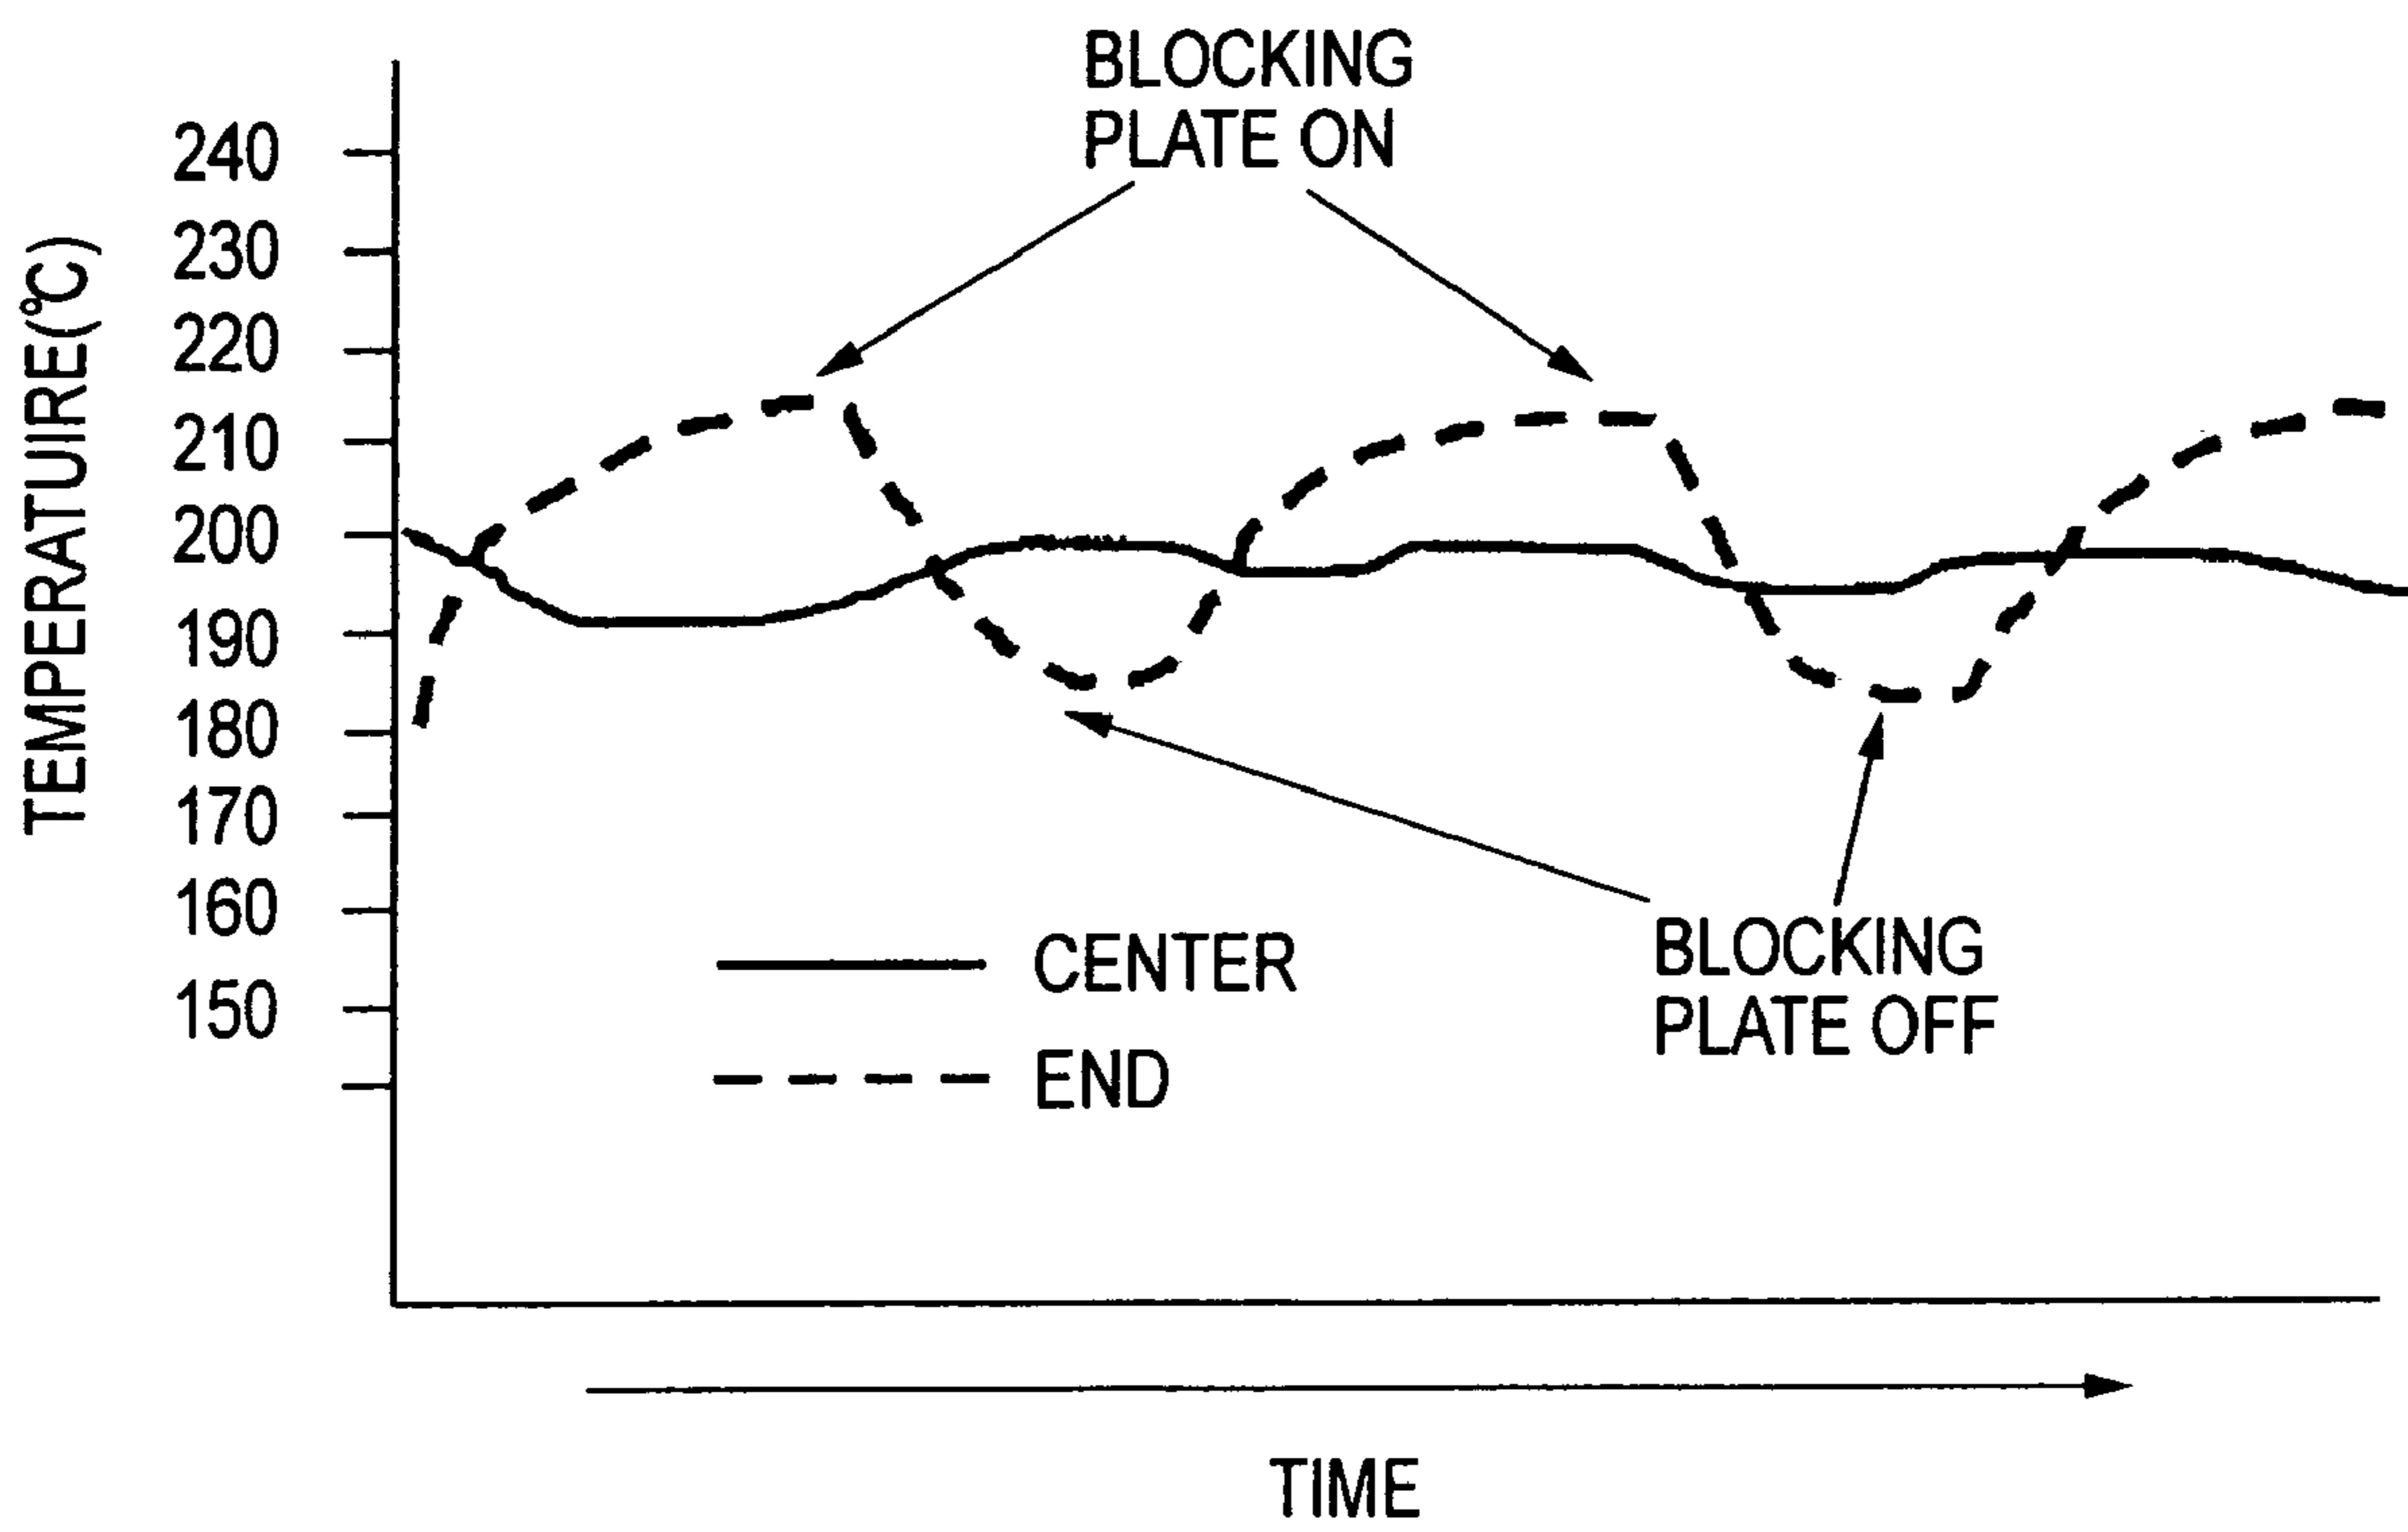 BLOCKING
PLATE ON
TEMPERATUIRE(°C)
240
230
220
210
200
190
180
170
160
150
CENTER
END
BLOCKING
PLATE OFF
TIME